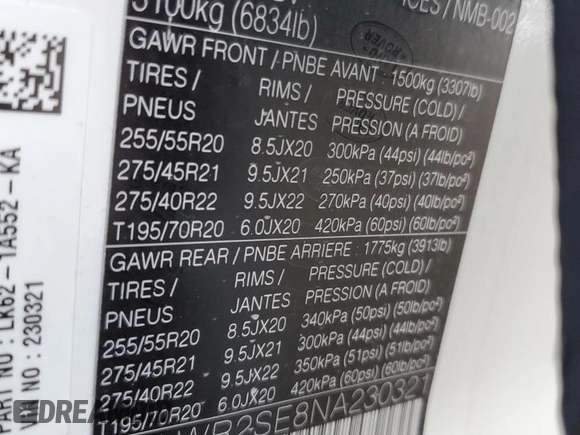 3100kg (6834lb)
ICES / NMB-002
GAWR FRONT / PNBE AVANT 1500kg (3307lb)
TIRES / RIMS / PRESSURE (COLD) /
PNEUS JANTES PRESSION (A FROID)
255/55R20 8.5JX20 300kPa (44psi) (44lb/po²)
275/45R21 9.5JX21 250kPa (37psi) (37lb/po²)
275/40R22 9.5JX22 270kPa (40psi) (40lb/po²)
T195/70R20 6.0JX20 420kPa (60psi) (60lb/po²)
GAWR REAR / PNBE ARRIERE 1775kg (3913lb)
TIRES / RIMS / PRESSURE (COLD) /
PNEUS JANTES PRESSION (A FROID)
255/55R20 8.5JX20 340kPa (50psi) (50lb/po²)
275/45R21 9.5JX21 300kPa (44psi) (44lb/po²)
275/40R22 9.5JX22 350kPa (51psi) (51lb/po²)
T195/70R20 6.0JX20 420kPa (60psi) (60lb/po²)
WR2SE8NA230321
PART NO : LK62 - 1A552 - KA
VIN NO : 230321